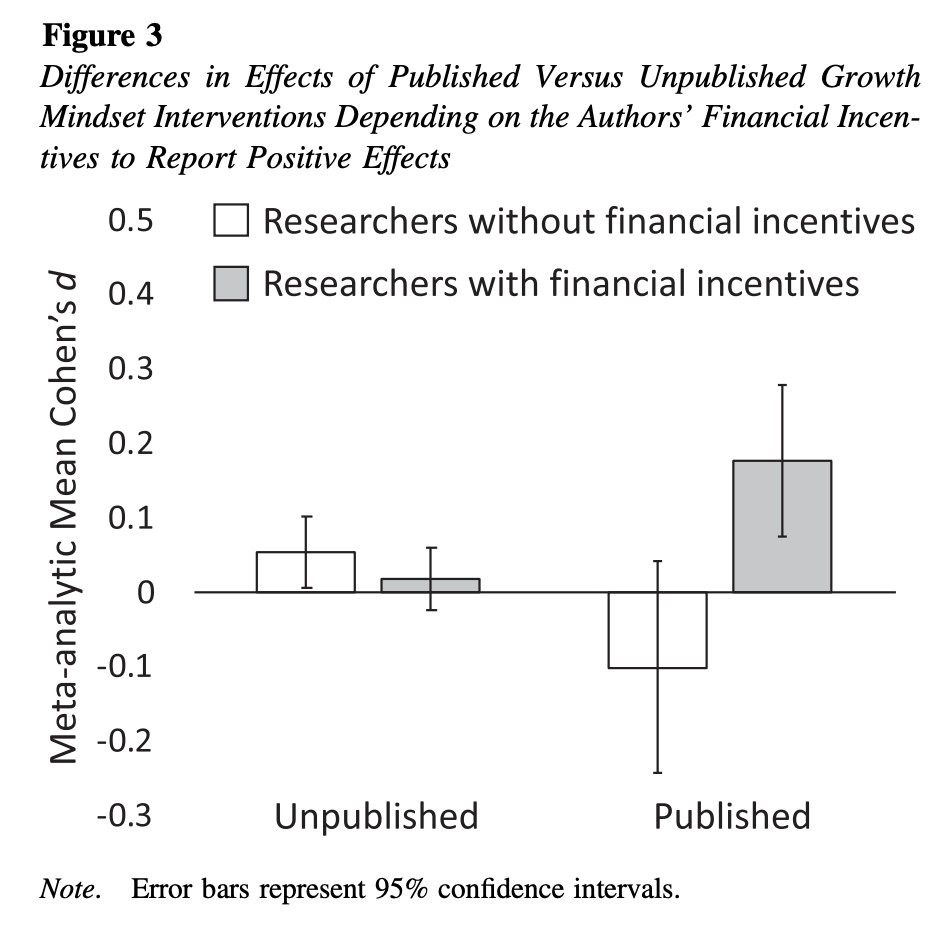 Figure 3
Differences in Effects of Published Versus Unpublished Growth
Mindset Interventions Depending on the Authors' Financial Incen-
tives to Report Positive Effects
0.5
Researchers without financial incentives
0.4
Researchers with financial incentives
0.3
0.2
0.1
0
-0.1
-0.2
-0.3
Meta-analytic Mean Cohen's d
Unpublished
Published
Note. Error bars represent 95% confidence intervals.